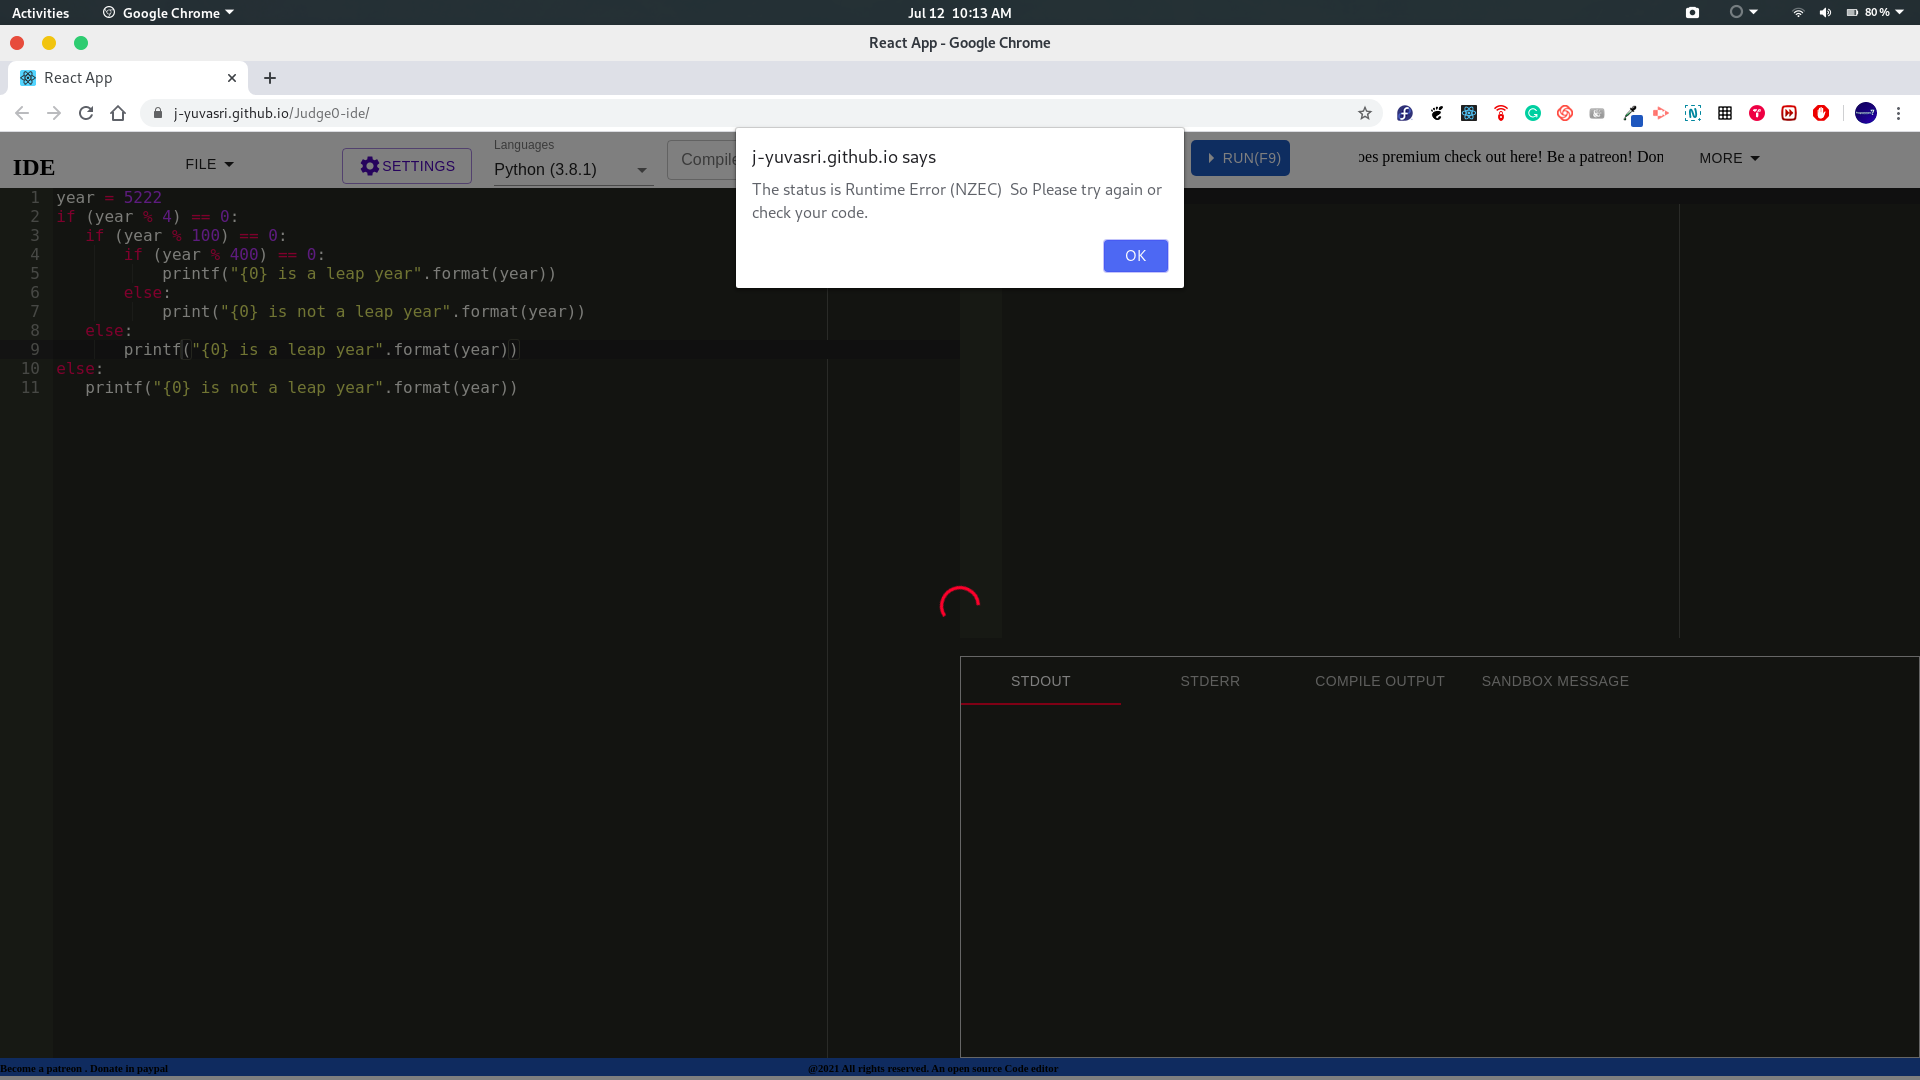 Activities
Google Chrome
Jul 12 10:13 AM
80 %
React App - Google Chrome
React App
j-yuvasri.github.io/Judge0-ide/
IDE
FILE
SETTINGS
Languages
Python (3.8.1)
Compile
RUN(F9)
oes premium check out here! Be a patreon! Don
MORE
j-yuvasri.github.io says
The status is Runtime Error (NZEC)  So Please try again or
check your code.
OK
1 year = 5222
2 if (year % 4) == 0:
3    if (year % 100) == 0:
4        if (year % 400) == 0:
5            printf("{0} is a leap year".format(year))
6        else:
7            print("{0} is not a leap year".format(year))
8    else:
9        printf("{0} is a leap year".format(year))
10 else:
11    printf("{0} is not a leap year".format(year))
STDOUT
STDERR
COMPILE OUTPUT
SANDBOX MESSAGE
Become a patreon . Donate in paypal
@2021 All rights reserved. An open source Code editor